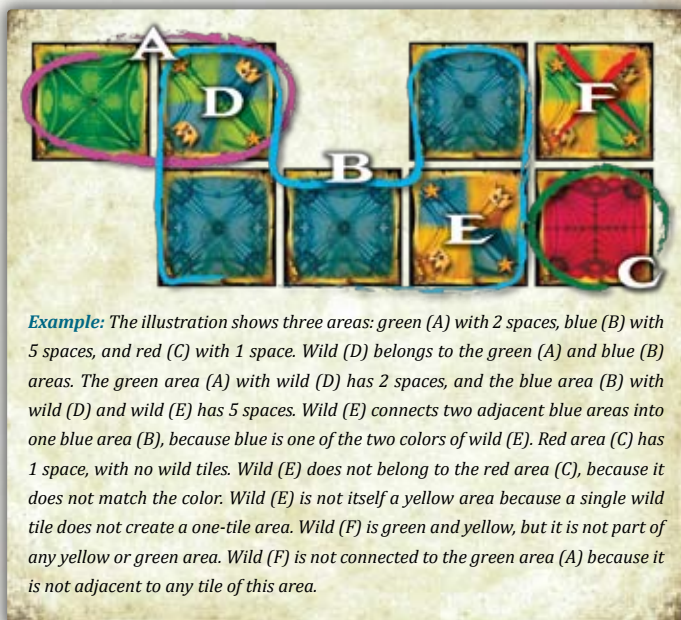 A
D
F
B
E
C
Example: The illustration shows three areas: green (A) with 2 spaces, blue (B) with
5 spaces, and red (C) with 1 space. Wild (D) belongs to the green (A) and blue (B)
areas. The green area (A) with wild (D) has 2 spaces, and the blue area (B) with
wild (D) and wild (E) has 5 spaces. Wild (E) connects two adjacent blue areas into
one blue area (B), because blue is one of the two colors of wild (E). Red area (C) has
1 space, with no wild tiles. Wild (E) does not belong to the red area (C), because it
does not match the color. Wild (E) is not itself a yellow area because a single wild
tile does not create a one-tile area. Wild (F) is green and yellow, but it is not part of
any yellow or green area. Wild (F) is not connected to the green area (A) because it
is not adjacent to any tile of this area.